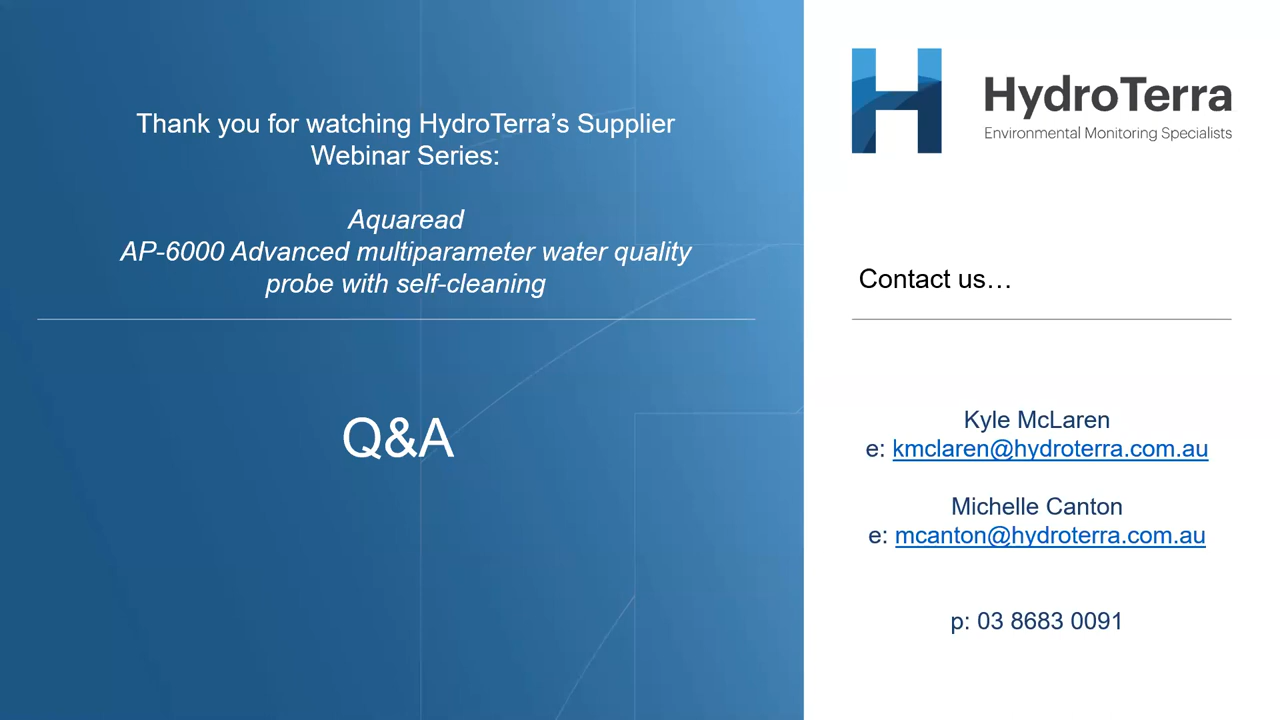 Thank you for watching HydroTerra’s Supplier
Webinar Series:
Aquaread
AP-6000 Advanced multiparameter water quality
probe with self-cleaning
Q&A
HydroTerra
Environmental Monitoring Specialists
Contact us…
Kyle McLaren
e: kmclaren@hydroterra.com.au
Michelle Canton
e: mcanton@hydroterra.com.au
p: 03 8683 0091